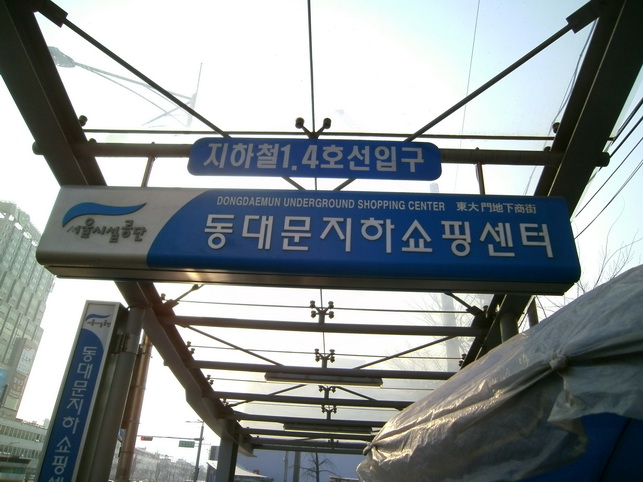 지하철1.4호선입구
DONGDAEMUN UNDERGROUND SHOPPING CENTER 東大門地下商街
서울시설공단
동대문지하쇼핑센터
동대문지하쇼핑센